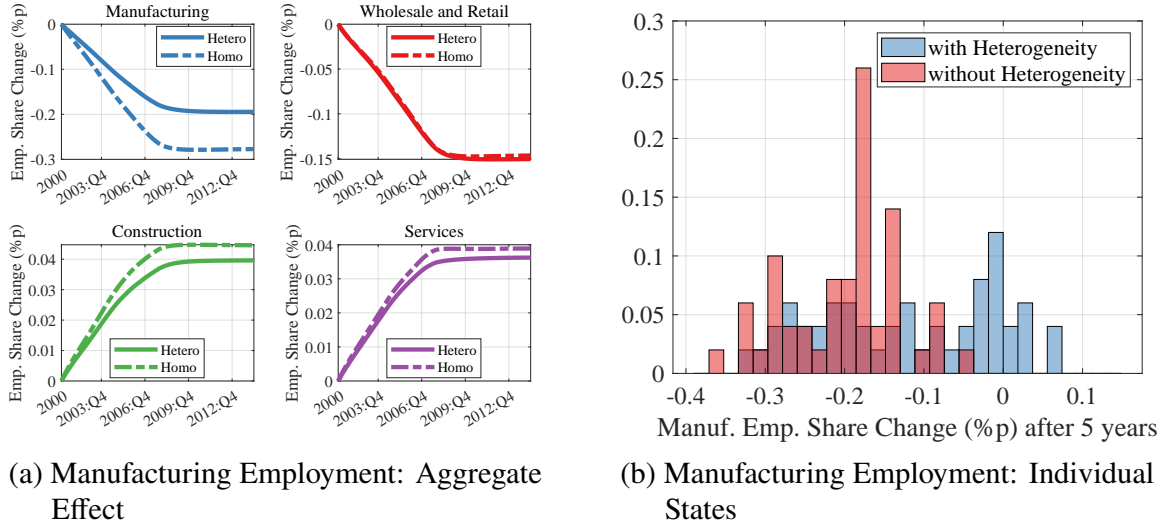 Manufacturing
Emp. Share Change (%p)
0
-0.1
-0.2
-0.3
Hetero
Homo
2000
2003:Q4
2006:Q4
2009:Q4
2012:Q4
Wholesale and Retail
Emp. Share Change (%p)
0
-0.05
-0.1
-0.15
Hetero
Homo
2000
2003:Q4
2006:Q4
2009:Q4
2012:Q4
Construction
Emp. Share Change (%p)
0.04
0.03
0.02
0.01
0
Hetero
Homo
2000
2003:Q4
2006:Q4
2009:Q4
2012:Q4
Services
Emp. Share Change (%p)
0.04
0.03
0.02
0.01
0
Hetero
Homo
2000
2003:Q4
2006:Q4
2009:Q4
2012:Q4
(a) Manufacturing Employment: Aggregate
Effect
with Heterogeneity
without Heterogeneity
0.3
0.25
0.2
0.15
0.1
0.05
0
-0.4
-0.3
-0.2
-0.1
0
0.1
Manuf. Emp. Share Change (%p) after 5 years
(b) Manufacturing Employment: Individual
States